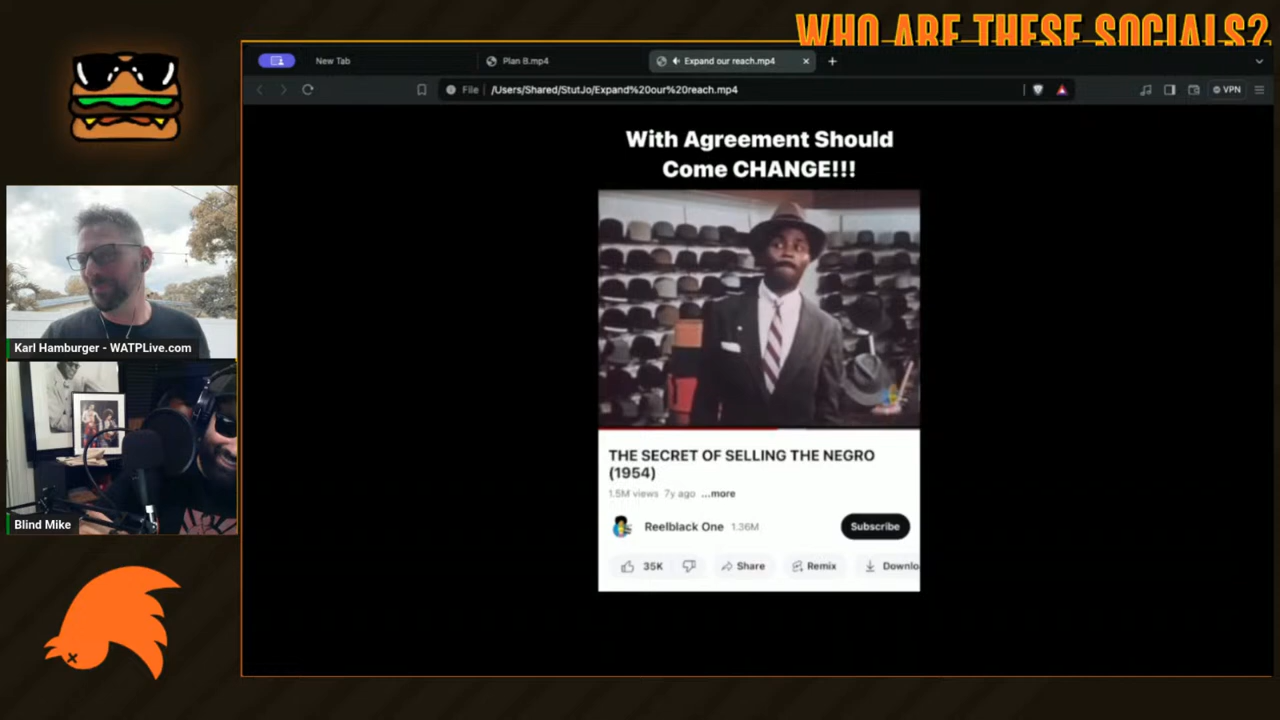 WHO ARE THESE SOCIALS?
New Tab
Plan B.mp4
Expand our reach.mp4
File
/Users/Shared/StutJo/Expand%20our%20reach.mp4
VPN
With Agreement Should
Come CHANGE!!!
THE SECRET OF SELLING THE NEGRO
(1954)
1.5M views 7y ago ...more
Reelblack One 1.36M
Subscribe
35K
Share
Remix
Downlo
Karl Hamburger - WATPLive.com
Blind Mike